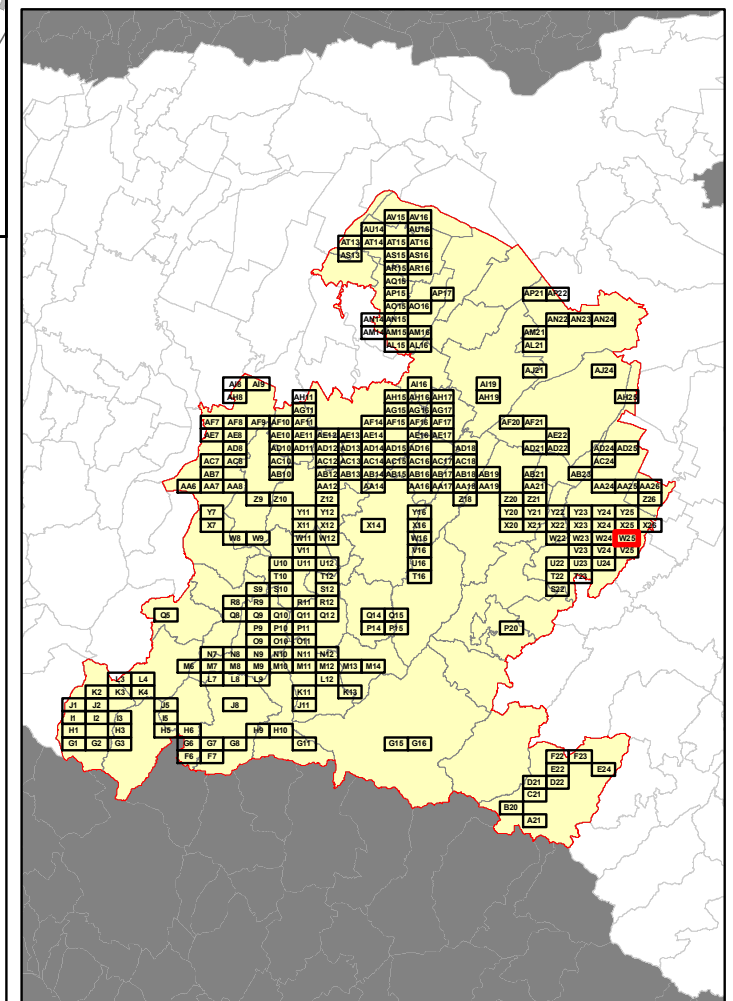 AV15 AV16
AU14 AU16
AT13 AT14 AT15 AT16
AS13 AS15 AS16
AR15 AR16
AQ15
AP15 AP17 AP21 AP22
AO15 AO16
AN14 AN15 AN22 AN23 AN24
AM14 AM15 AM16 AM21
AL15 AL16 AL21
AJ21 AJ24
AI8 AI9 AI16 AI19
AH8 AH11 AH15 AH16 AH17 AH19 AH25
AG11 AG15 AG16 AG17
AF7 AF8 AF9 AF10 AF11 AF14 AF15 AF16 AF17 AF20 AF21
AE7 AE8 AE10 AE11 AE12 AE13 AE14 AE16 AE17 AE22
AD8 AD10 AD11 AD12 AD13 AD14 AD15 AD16 AD18 AD21 AD22 AD24 AD25
AC7 AC8 AC10 AC12 AC13 AC14 AC15 AC16 AC17 AC18 AC24
AB7 AB10 AB12 AB13 AB14 AB15 AB16 AB17 AB18 AB19 AB21 AB23
AA6 AA7 AA8 AA12 AA14 AA16 AA17 AA18 AA19 AA21 AA24 AA25 AA26
Z9 Z10 Z12 Z18 Z20 Z21 Z26
Y7 Y11 Y12 Y16 Y20 Y21 Y22 Y23 Y24 Y25
X7 X11 X12 X14 X16 X20 X21 X22 X23 X24 X25 X26
W8 W9 W11 W12 W16 W22 W23 W24 W25
V11 V16 V23 V24 V25
U10 U11 U12 U16 U22 U23 U24
T10 T12 T16 T22 T23
S9 S10 S12 S22
R8 R9 R11 R12
Q5 Q8 Q9 Q10 Q11 Q12 Q14 Q15
P9 P10 P11 P14 P15 P20
O9 O10 O11
N7 N8 N9 N10 N11 N12
M6 M7 M8 M9 M10 M11 M12 M13 M14
L3 L4 L7 L8 L9 L12
K2 K3 K4 K11 K13
J1 J2 J5 J8 J11
I1 I2 I3 I5
H1 H3 H5 H6 H9 H10
G1 G2 G3 G6 G7 G8 G11 G15 G16
F6 F7 F22 F23
E22 E24
D21 D22
C21
B20
A21